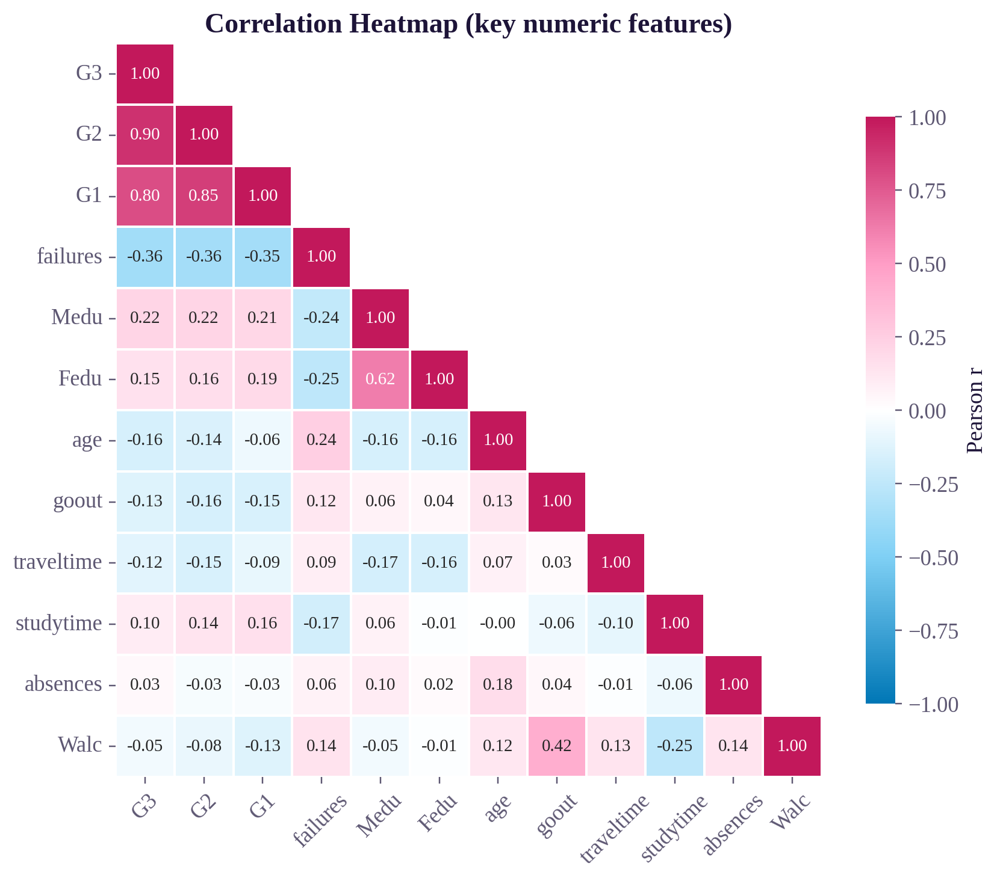 Correlation Heatmap (key numeric features)
G3 1.00
G2 0.90 1.00
G1 0.80 0.85 1.00
failures -0.36 -0.36 -0.35 1.00
Medu 0.22 0.22 0.21 -0.24 1.00
Fedu 0.15 0.16 0.19 -0.25 0.62 1.00
age -0.16 -0.14 -0.06 0.24 -0.16 -0.16 1.00
goout -0.13 -0.16 -0.15 0.12 0.06 0.04 0.13 1.00
traveltime -0.12 -0.15 -0.09 0.09 -0.17 -0.16 0.07 0.03 1.00
studytime 0.10 0.14 0.16 -0.17 0.06 -0.01 -0.00 -0.06 -0.10 1.00
absences 0.03 -0.03 -0.03 0.06 0.10 0.02 0.18 0.04 -0.01 -0.06 1.00
Walc -0.05 -0.08 -0.13 0.14 -0.05 -0.01 0.12 0.42 0.13 -0.25 0.14 1.00
G3 G2 G1 failures Medu Fedu age goout traveltime studytime absences Walc
1.00
0.75
0.50
0.25
0.00
−0.25
−0.50
−0.75
−1.00
Pearson r